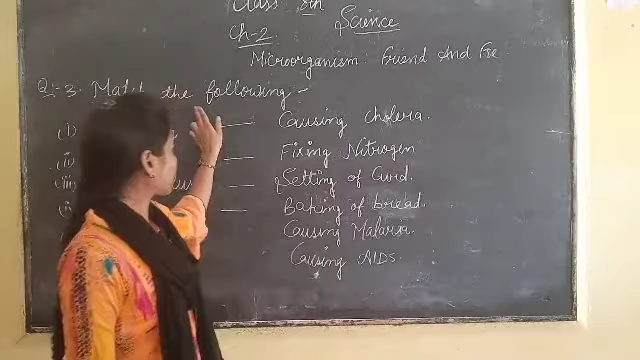 Class 8th
Ch-2 Science
Microorganism Friend And Foe
Q:-3. Match the following -
(i) — Causing Cholera.
(ii) — Fixing Nitrogen
(iii) — Setting of Curd.
— Baking of bread.
Causing Malaria.
Causing AIDS.